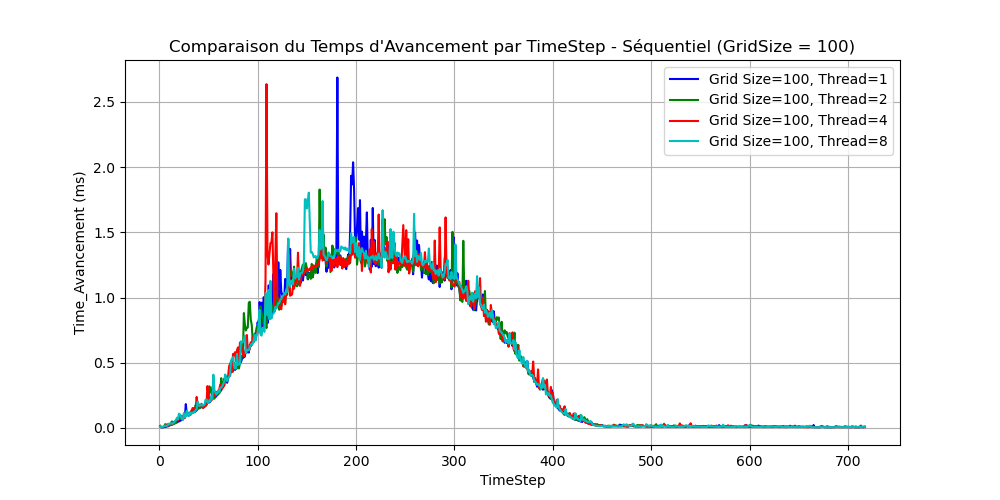 Comparaison du Temps d'Avancement par TimeStep - Séquentiel (GridSize = 100)
Grid Size=100, Thread=1
Grid Size=100, Thread=2
Grid Size=100, Thread=4
Grid Size=100, Thread=8
Time_Avancement (ms)
2.5
2.0
1.5
1.0
0.5
0.0
0 100 200 300 400 500 600 700
TimeStep